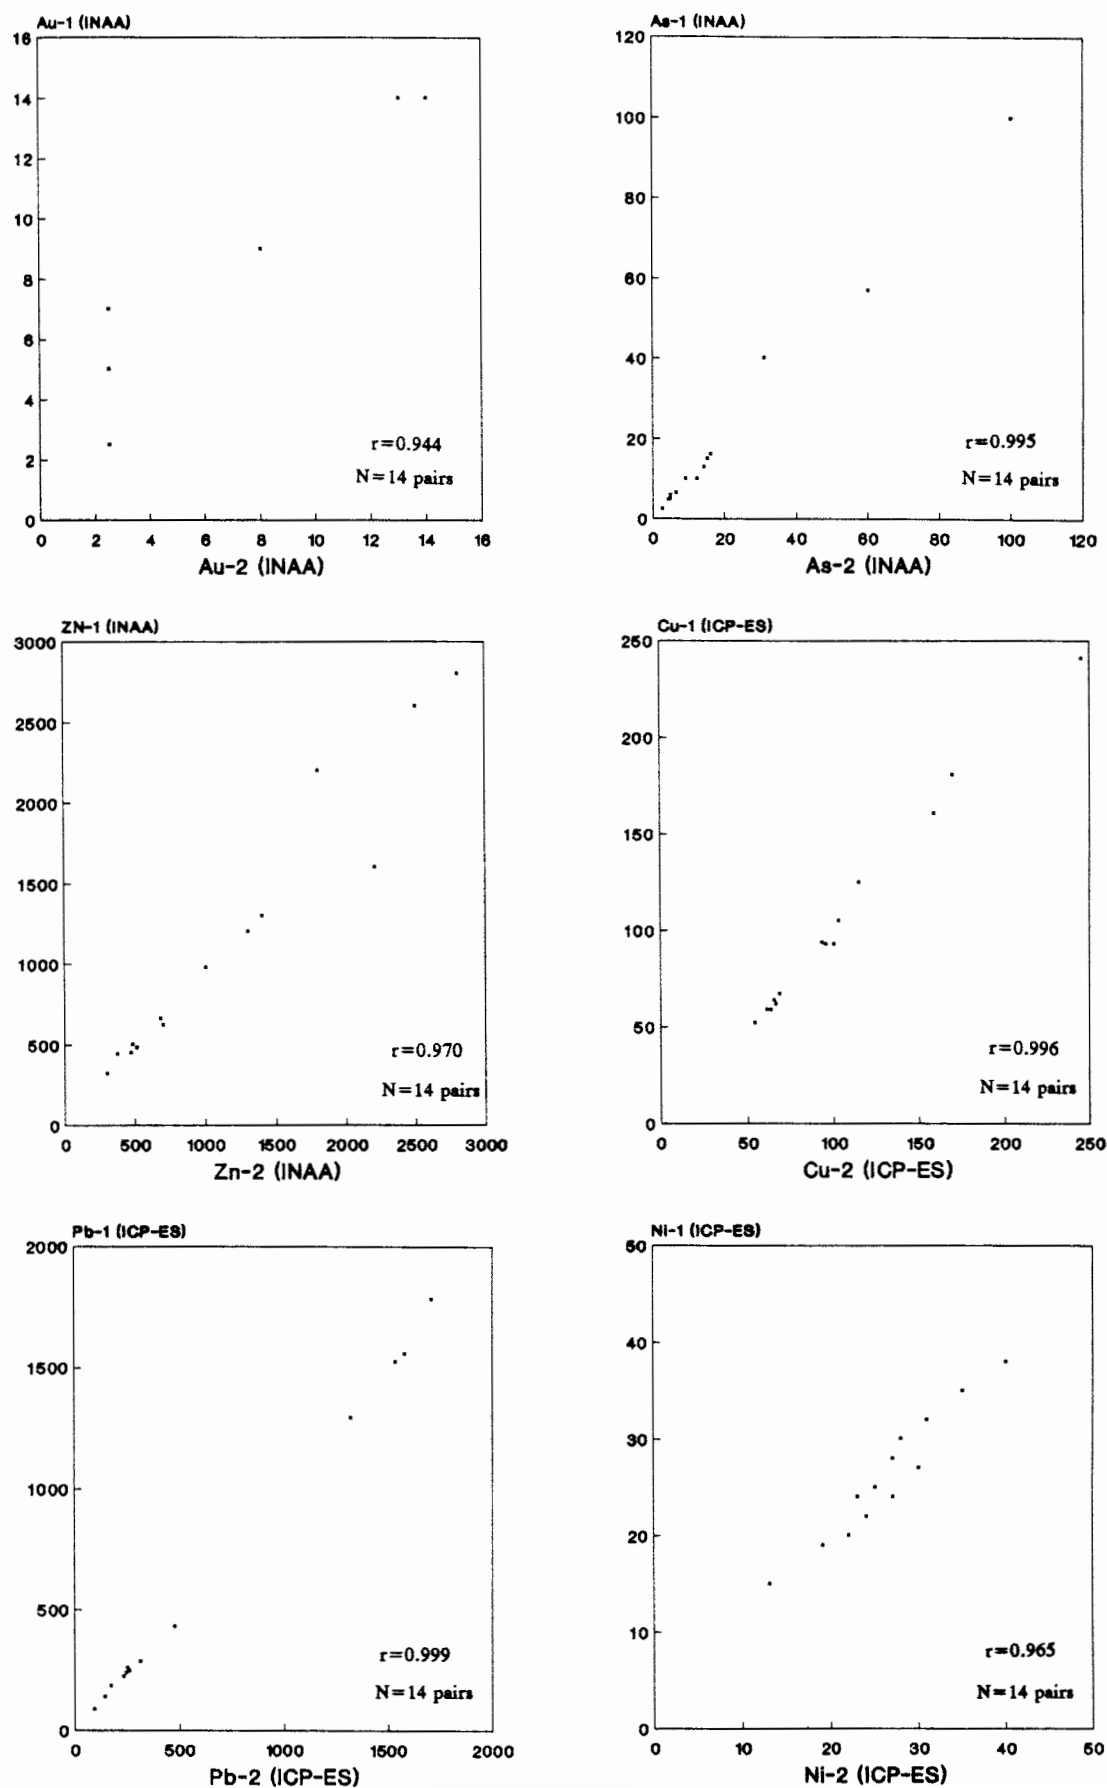 Au-1 (INAA)
16
14
12
10
8
6
4
2
0
r=0.944
N=14 pairs
0 2 4 6 8 10 12 14 16
Au-2 (INAA)
As-1 (INAA)
120
100
80
60
40
20
0
r=0.995
N=14 pairs
0 20 40 60 80 100 120
As-2 (INAA)
ZN-1 (INAA)
3000
2500
2000
1500
1000
500
0
r=0.970
N=14 pairs
0 500 1000 1500 2000 2500 3000
Zn-2 (INAA)
Cu-1 (ICP-ES)
250
200
150
100
50
0
r=0.996
N=14 pairs
0 50 100 150 200 250
Cu-2 (ICP-ES)
Pb-1 (ICP-ES)
2000
1500
1000
500
0
r=0.999
N=14 pairs
0 500 1000 1500 2000
Pb-2 (ICP-ES)
Ni-1 (ICP-ES)
50
40
30
20
10
0
r=0.965
N=14 pairs
0 10 20 30 40 50
Ni-2 (ICP-ES)